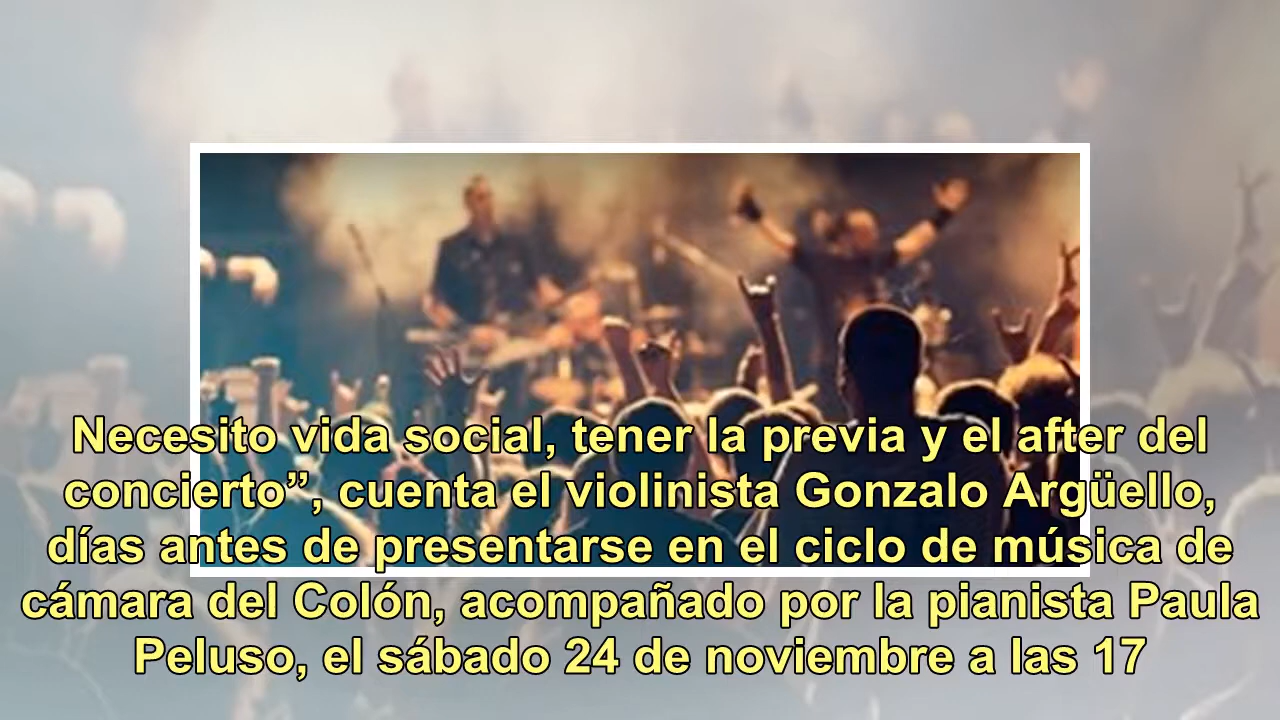 Necesito vida social, tener la previa y el after del
concierto”, cuenta el violinista Gonzalo Argüello,
días antes de presentarse en el ciclo de música de
cámara del Colón, acompañado por la pianista Paula
Peluso, el sábado 24 de noviembre a las 17